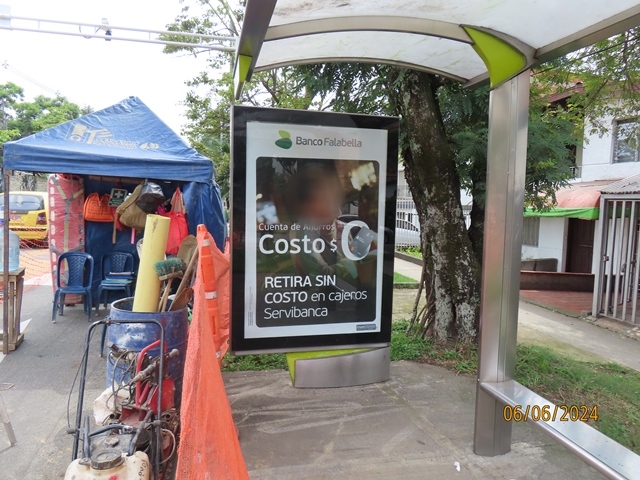 Banco Falabella
Cuenta de Ahorros
Costo $0
RETIRA SIN
COSTO en cajeros
Servibanca
06/06/2024